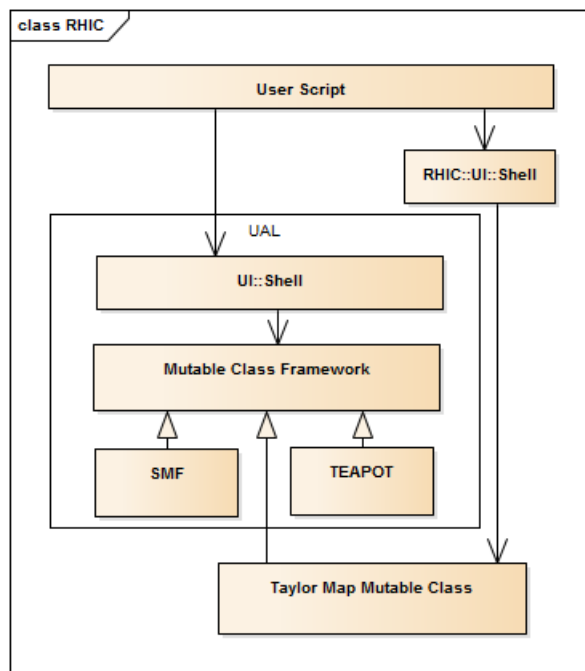 class RHIC
User Script
RHIC::UI::Shell
UAL
UI::Shell
Mutable Class Framework
SMF
TEAPOT
Taylor Map Mutable Class